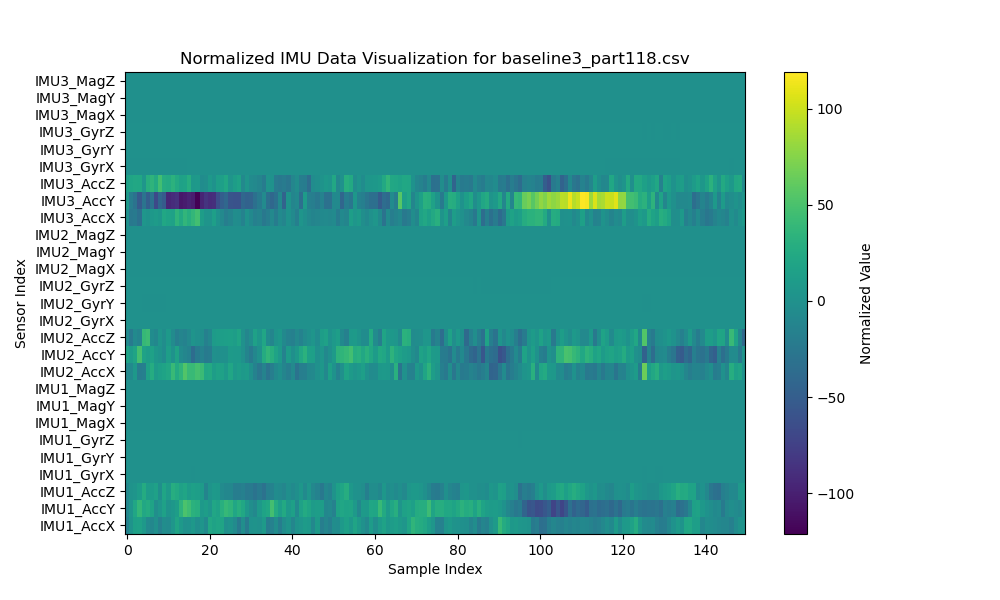 Normalized IMU Data Visualization for baseline3_part118.csv
IMU3_MagZ
IMU3_MagY
IMU3_MagX
IMU3_GyrZ
IMU3_GyrY
IMU3_GyrX
IMU3_AccZ
IMU3_AccY
IMU3_AccX
IMU2_MagZ
IMU2_MagY
IMU2_MagX
IMU2_GyrZ
IMU2_GyrY
IMU2_GyrX
IMU2_AccZ
IMU2_AccY
IMU2_AccX
IMU1_MagZ
IMU1_MagY
IMU1_MagX
IMU1_GyrZ
IMU1_GyrY
IMU1_GyrX
IMU1_AccZ
IMU1_AccY
IMU1_AccX
Sensor Index
0 20 40 60 80 100 120 140
Sample Index
100
50
0
−50
−100
Normalized Value